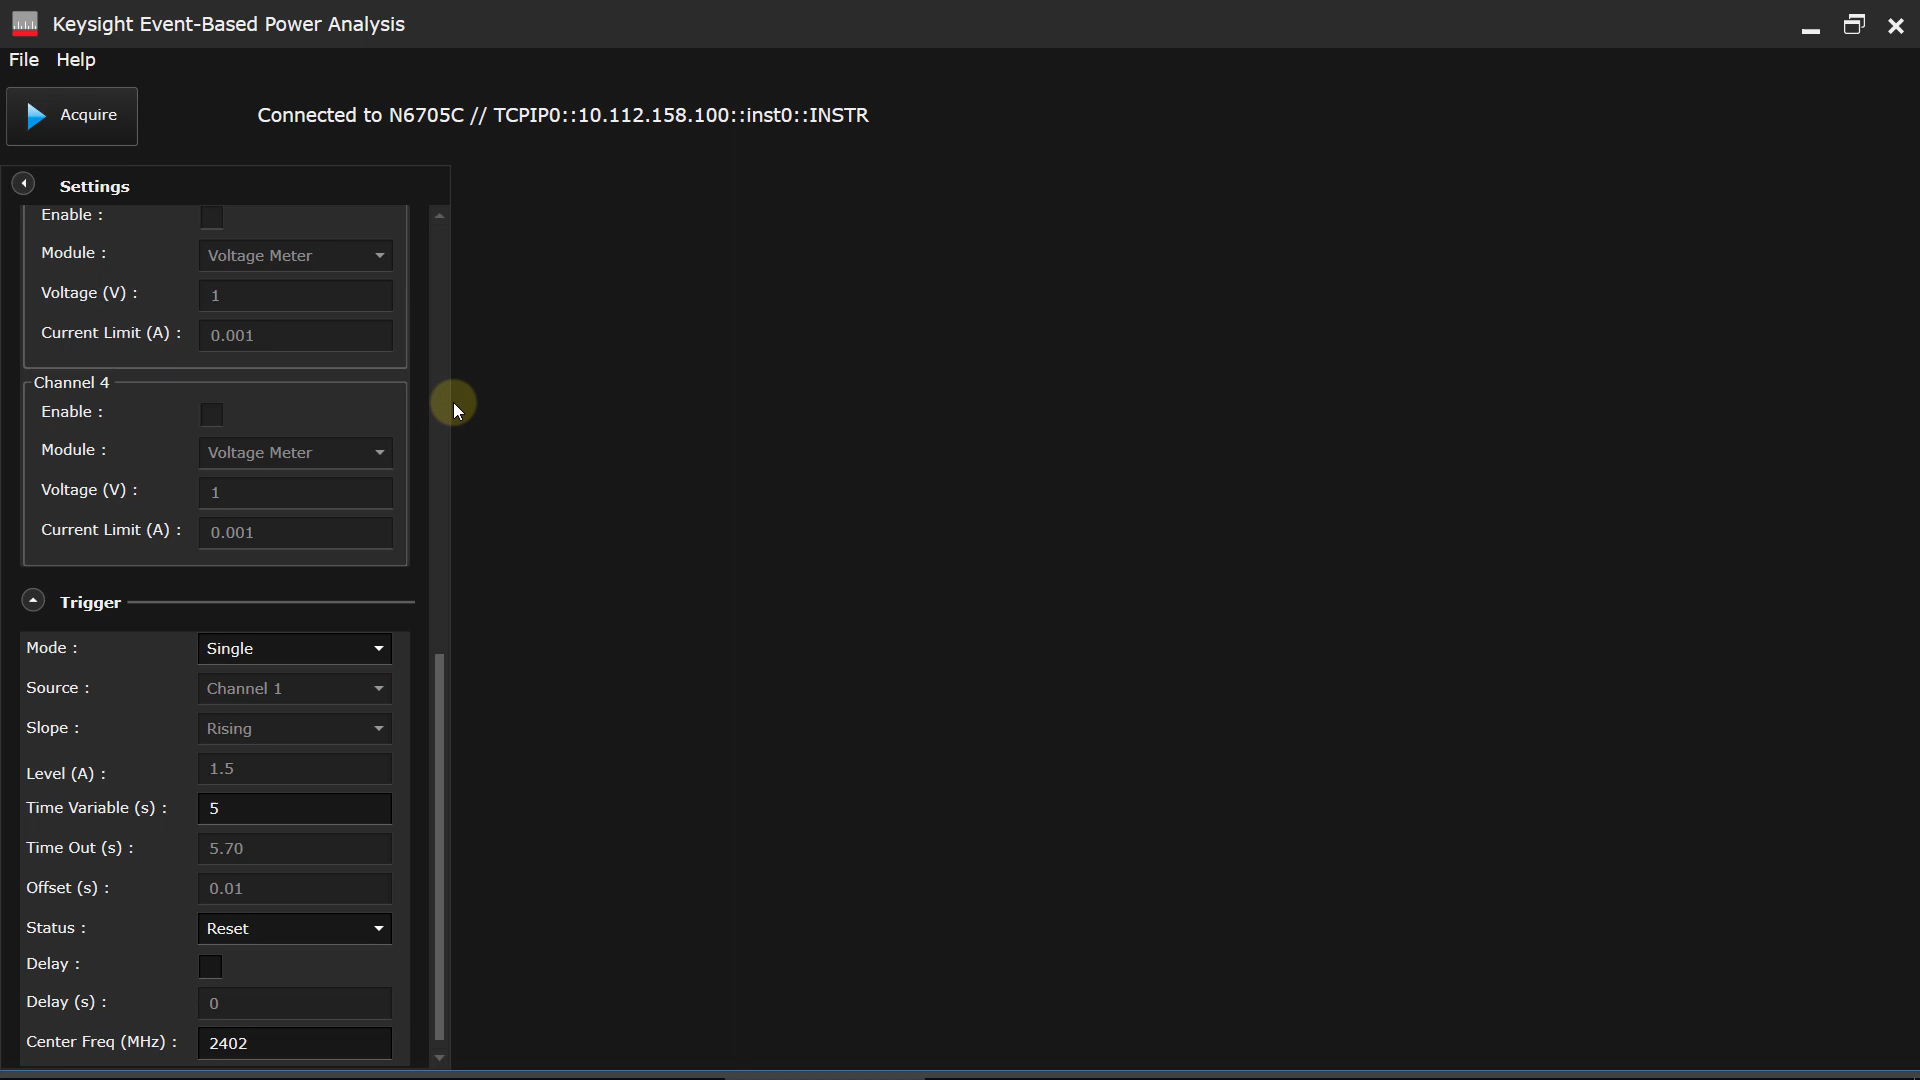 Keysight Event-Based Power Analysis
File Help
Acquire
Connected to N6705C // TCPIP0::10.112.158.100::inst0::INSTR
Settings
Enable :
Module : Voltage Meter
Voltage (V) : 1
Current Limit (A) : 0.001
Channel 4
Enable :
Module : Voltage Meter
Voltage (V) : 1
Current Limit (A) : 0.001
Trigger
Mode : Single
Source : Channel 1
Slope : Rising
Level (A) : 1.5
Time Variable (s) : 5
Time Out (s) : 5.70
Offset (s) : 0.01
Status : Reset
Delay :
Delay (s) : 0
Center Freq (MHz) : 2402